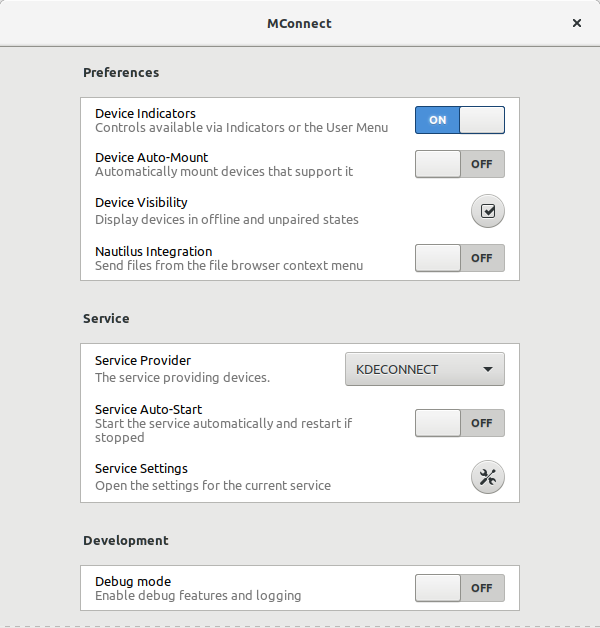 MConnect
Preferences
Device Indicators
Controls available via Indicators or the User Menu
ON
Device Auto-Mount
Automatically mount devices that support it
OFF
Device Visibility
Display devices in offline and unpaired states
Nautilus Integration
Send files from the file browser context menu
OFF
Service
Service Provider
The service providing devices.
KDECONNECT
Service Auto-Start
Start the service automatically and restart if
stopped
OFF
Service Settings
Open the settings for the current service
Development
Debug mode
Enable debug features and logging
OFF